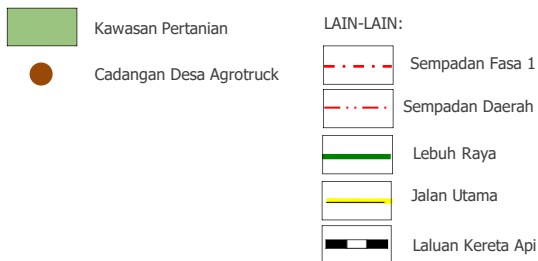 Kawasan Pertanian
Cadangan Desa Agrotruck
LAIN-LAIN:
Sempadan Fasa 1
Sempadan Daerah
Lebuh Raya
Jalan Utama
Laluan Kereta Api